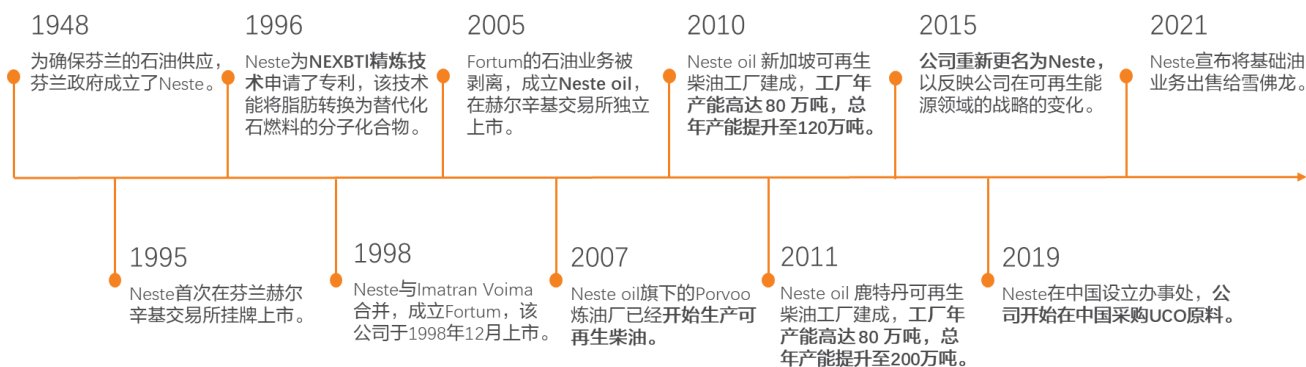 1948
为确保芬兰的石油供应，
芬兰政府成立了Neste。
1996
Neste为NEXBTl精炼技
术申请了专利，该技术
能将脂肪转换为替代化
石燃料的分子化合物。
2005
Fortum的石油业务被
剥离，成立Neste oil，
在赫尔辛基交易所独立
上市。
2010
Neste oil 新加坡可再生
柴油工厂建成，工厂年
产能高达 80 万吨，总
年产能提升至120万吨。
2015
公司重新更名为Neste，
以反映公司在可再生能
源领域的战略的变化。
2021
Neste宣布将基础油
业务出售给雪佛龙。
1995
Neste首次在芬兰赫尔
辛基交易所挂牌上市。
1998
Neste与Imatran Voima
合并，成立Fortum，该
公司于1998年12月上市。
2007
Neste oil旗下的Porvoo
炼油厂已经开始生产可
再生柴油。
2011
Neste oil 鹿特丹可再生
柴油工厂建成，工厂年
产能高达 80 万吨，总
年产能提升至200万吨。
2019
Neste在中国设立办事处，公
司开始在中国采购UCO原料。